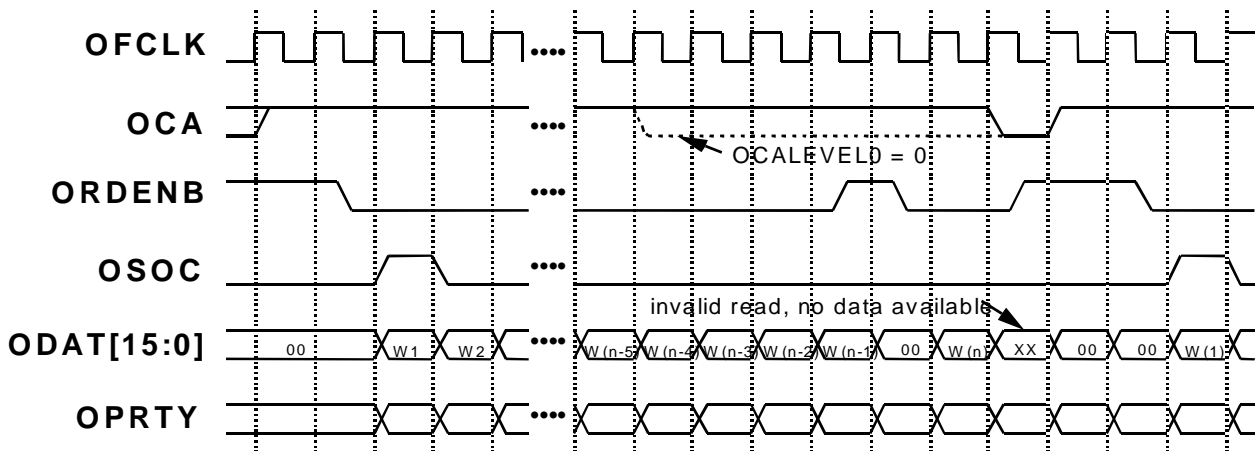 OFCLK
OCA
OCALEVEL0 = 0
ORDENB
OSOC
invalid read, no data available
ODAT[15:0] 00 W1 W2 W(n-5) W(n-4) W(n-3) W(n-2) W(n-1) 00 W(n) XX 00 00 W(1)
OPRTY